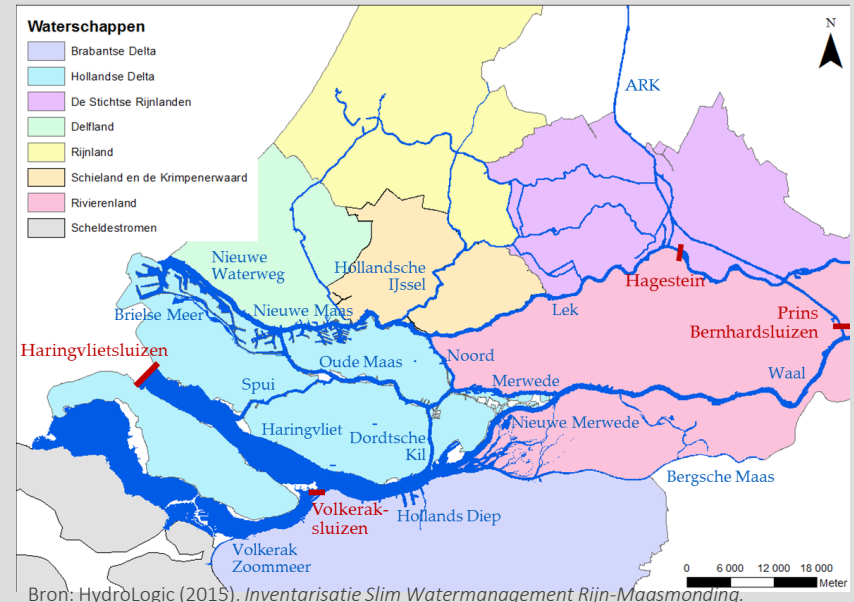 Waterschappen
Brabantse Delta
Hollandse Delta
De Stichtse Rijnlanden
Delfland
Rijnland
Schieland en de Krimpenerwaard
Rivierenland
Scheldestromen
N
ARK
Nieuwe
Waterweg
Hollandsche
IJssel
Hagestein
Brielse Meer
Nieuwe Maas
Lek
Prins
Bernhardsluizen
Haringvlietsluizen
Oude Maas
Noord
Waal
Spui
Merwede
Haringvliet
Dordtsche
Kil
Nieuwe Merwede
Bergsche Maas
Volkerak-
sluizen
Hollands Diep
Volkerak
Zoommeer
0 6 000 12 000 18 000
Meter
Bron: HydroLogic (2015). Inventarisatie Slim Watermanagement Rijn-Maasmonding.